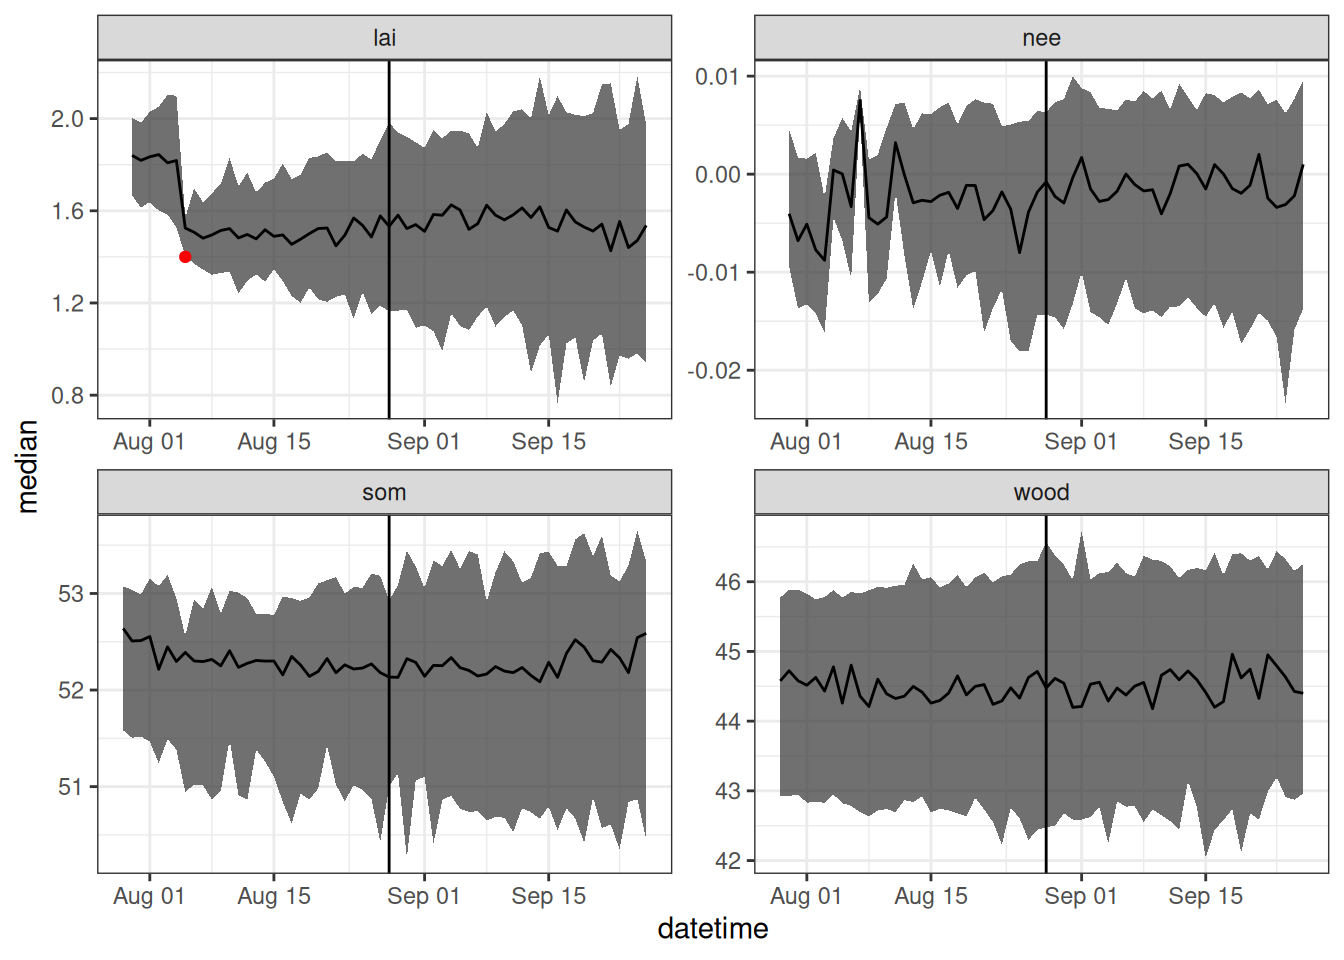 lai
nee
2.0
1.6
1.2
0.8
0.01
0.00
-0.01
-0.02
Aug 01 Aug 15 Sep 01 Sep 15
Aug 01 Aug 15 Sep 01 Sep 15
median
som
wood
53
52
51
46
45
44
43
42
Aug 01 Aug 15 Sep 01 Sep 15
Aug 01 Aug 15 Sep 01 Sep 15
datetime